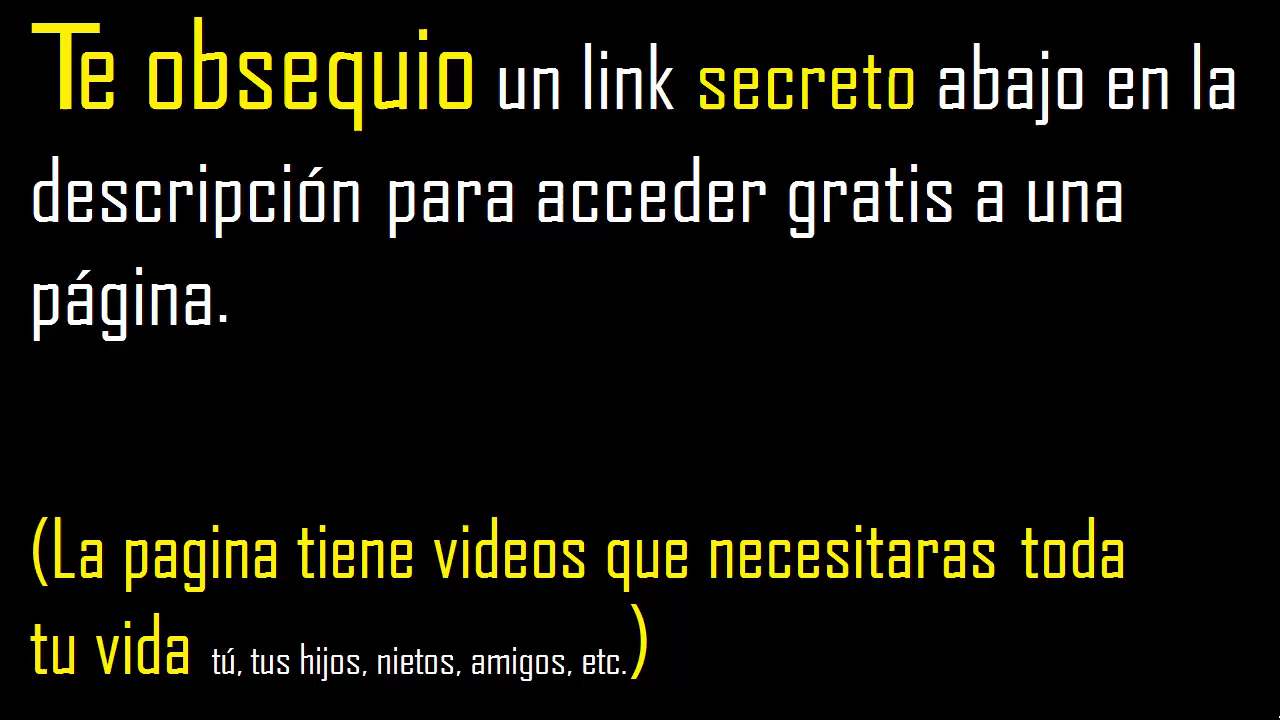 Te obsequio un link secreto abajo en la
descripción para acceder gratis a una
página.
(La pagina tiene videos que necesitaras toda
tu vida tú, tus hijos, nietos, amigos, etc.)